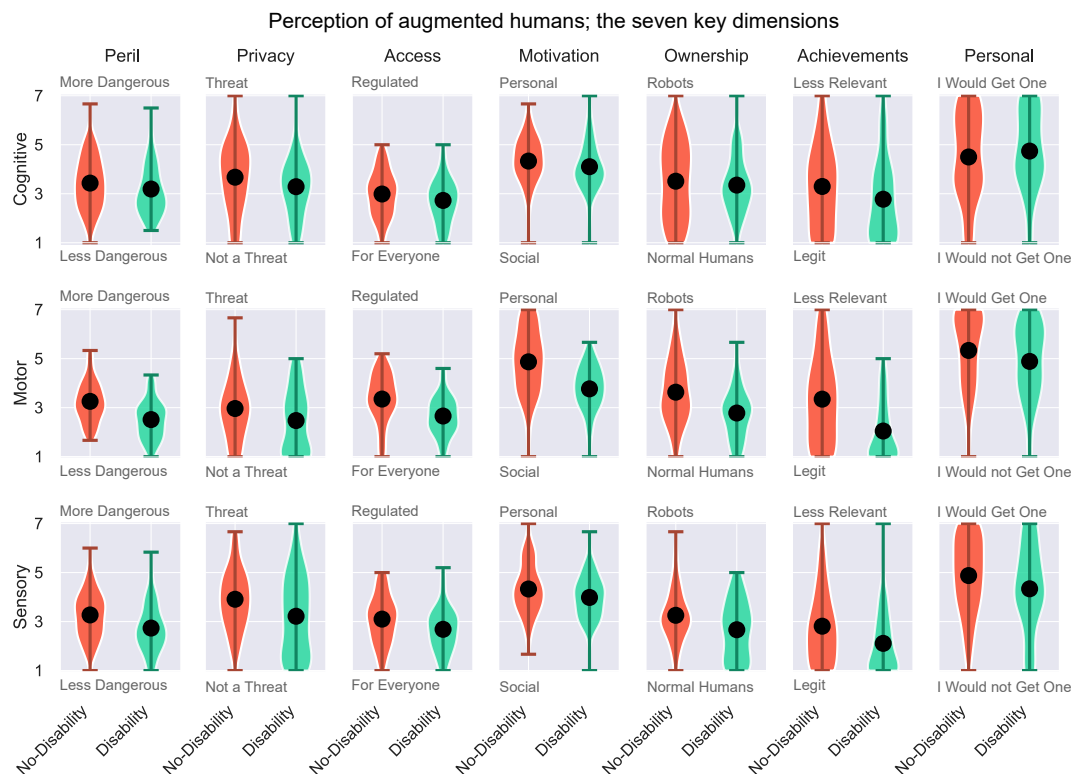 Perception of augmented humans; the seven key dimensions
Peril Privacy Access Motivation Ownership Achievements Personal
More Dangerous Threat Regulated Personal Robots Less Relevant I Would Get One
Cognitive
7
5
3
1
Less Dangerous Not a Threat For Everyone Social Normal Humans Legit I Would not Get One
More Dangerous Threat Regulated Personal Robots Less Relevant I Would Get One
Motor
7
5
3
1
Less Dangerous Not a Threat For Everyone Social Normal Humans Legit I Would not Get One
More Dangerous Threat Regulated Personal Robots Less Relevant I Would Get One
Sensory
7
5
3
1
Less Dangerous Not a Threat For Everyone Social Normal Humans Legit I Would not Get One
No-Disability Disability No-Disability Disability No-Disability Disability No-Disability Disability No-Disability Disability No-Disability Disability No-Disability Disability